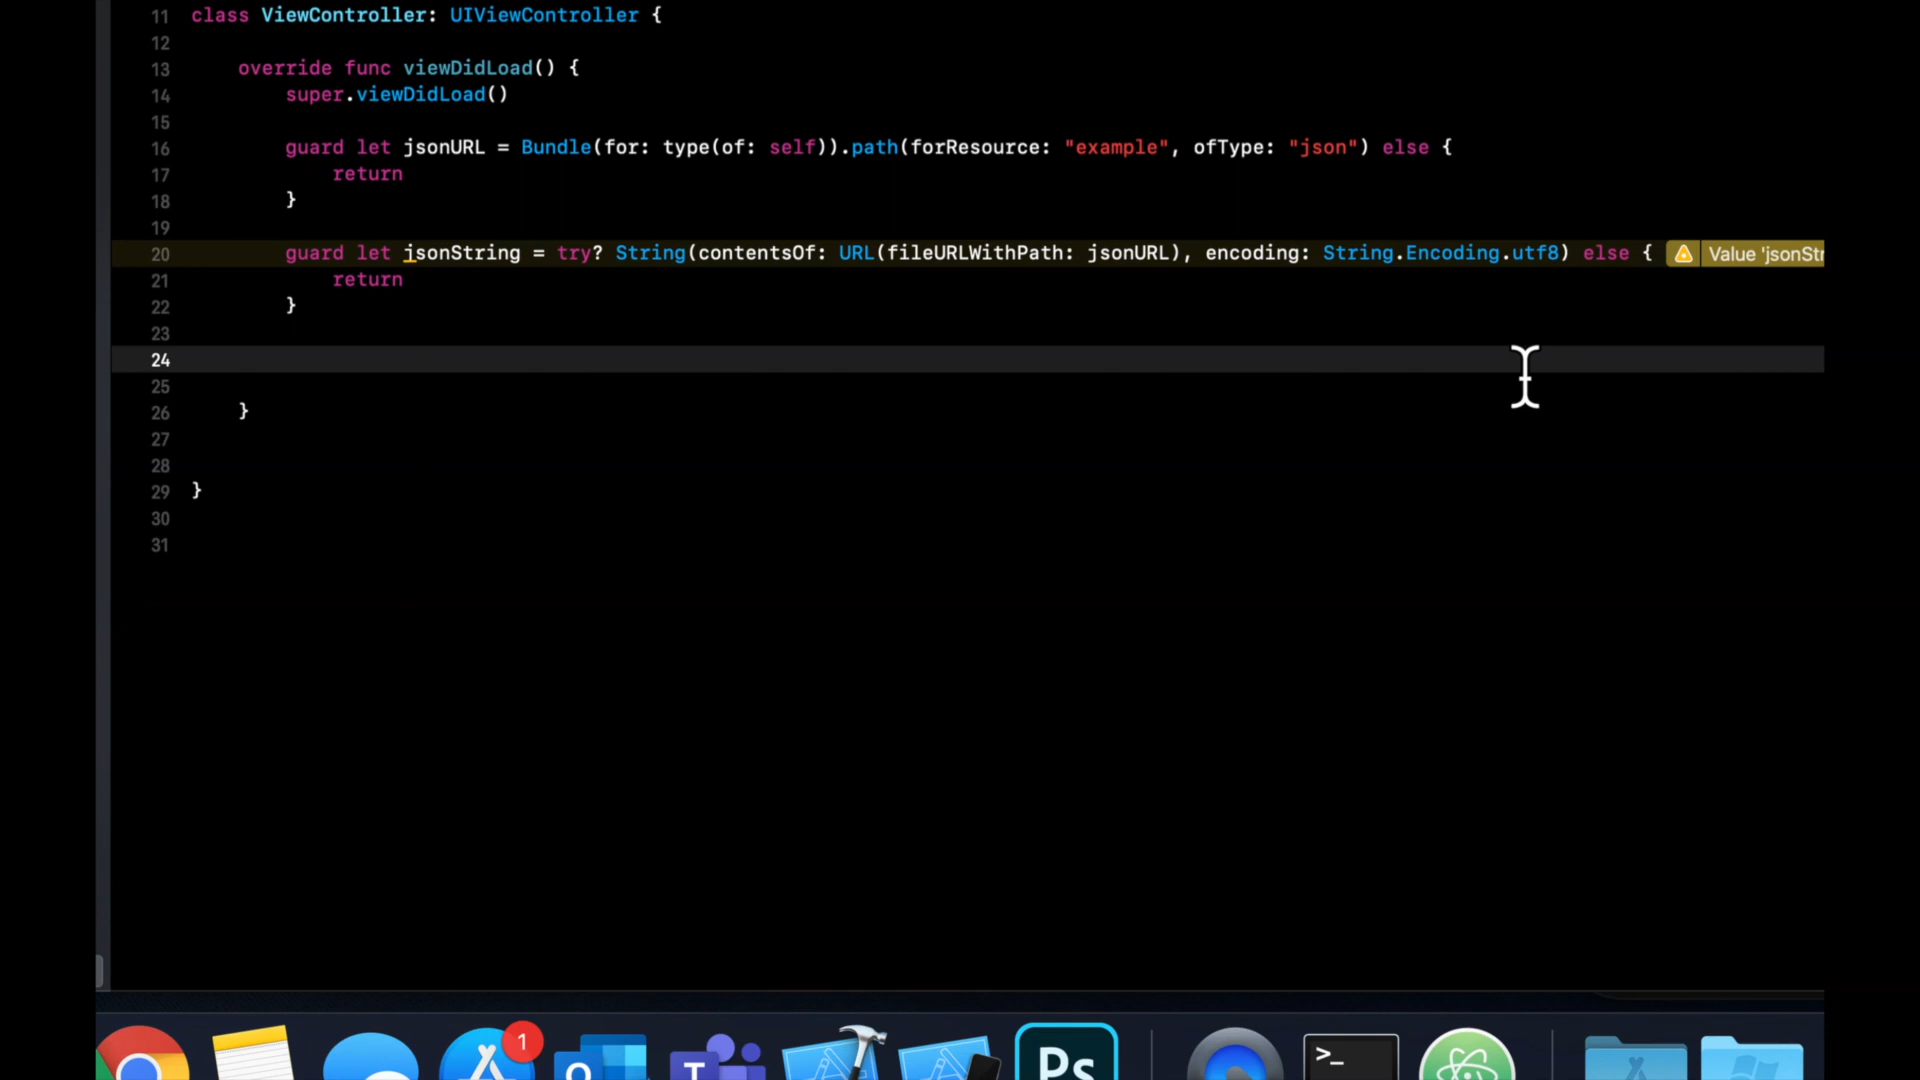 11 class ViewController: UIViewController {
12
13 override func viewDidLoad() {
14 super.viewDidLoad()
15
16 guard let jsonURL = Bundle(for: type(of: self)).path(forResource: "example", ofType: "json") else {
17 return
18 }
19
20 guard let jsonString = try? String(contentsOf: URL(fileURLWithPath: jsonURL), encoding: String.Encoding.utf8) else { Value 'jsonStr
21 return
22 }
23
24
25
26 }
27
28
29 }
30
31
1
O T Ps >_